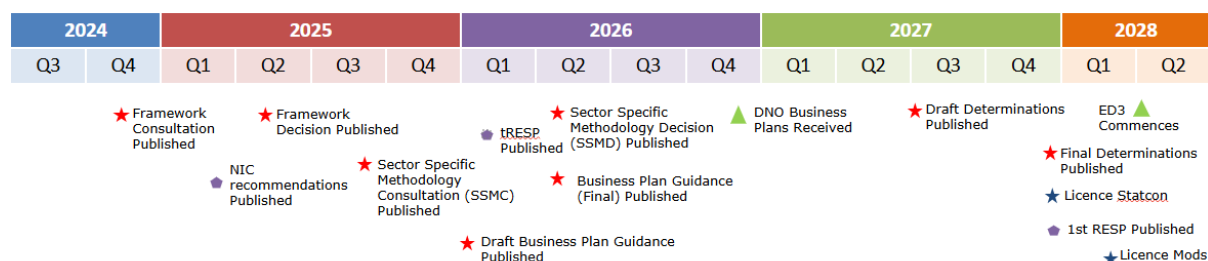 2024 2025 2026 2027 2028
Q3 Q4 Q1 Q2 Q3 Q4 Q1 Q2 Q3 Q4 Q1 Q2 Q3 Q4 Q1 Q2
Framework
Consultation
Published
Framework
Decision Published
NIC
recommendations
Published
Sector Specific
Methodology
Consultation (SSMC)
Published
Draft Business Plan Guidance
Published
tRESP
Published
Sector Specific
Methodology Decision
(SSMD) Published
Business Plan Guidance
(Final) Published
DNO Business
Plans Received
Draft Determinations
Published
ED3
Commences
Final Determinations
Published
Licence Statcon
1st RESP Published
Licence Mods